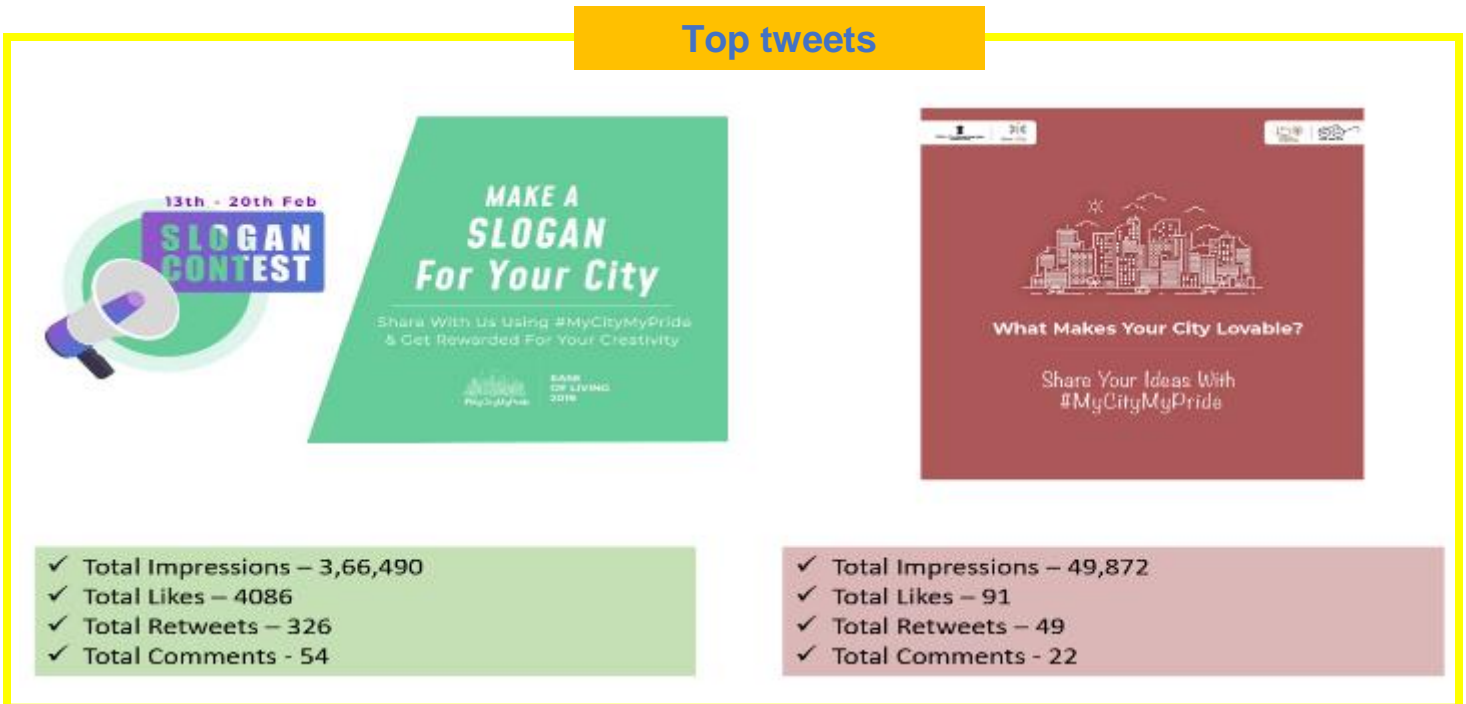 Top tweets
13th - 20th Feb
SLOGAN
CONTEST
MAKE A
SLOGAN
For Your City
Share With Us Using #MyCityMyPride
& Get Rewarded For Your Creativity
#MyCityMyPride
EASE
OF LIVING
2019
What Makes Your City Lovable?
Share Your Ideas With
#MyCityMyPride
✓ Total Impressions – 3,66,490
✓ Total Likes – 4086
✓ Total Retweets – 326
✓ Total Comments - 54
✓ Total Impressions – 49,872
✓ Total Likes – 91
✓ Total Retweets – 49
✓ Total Comments - 22